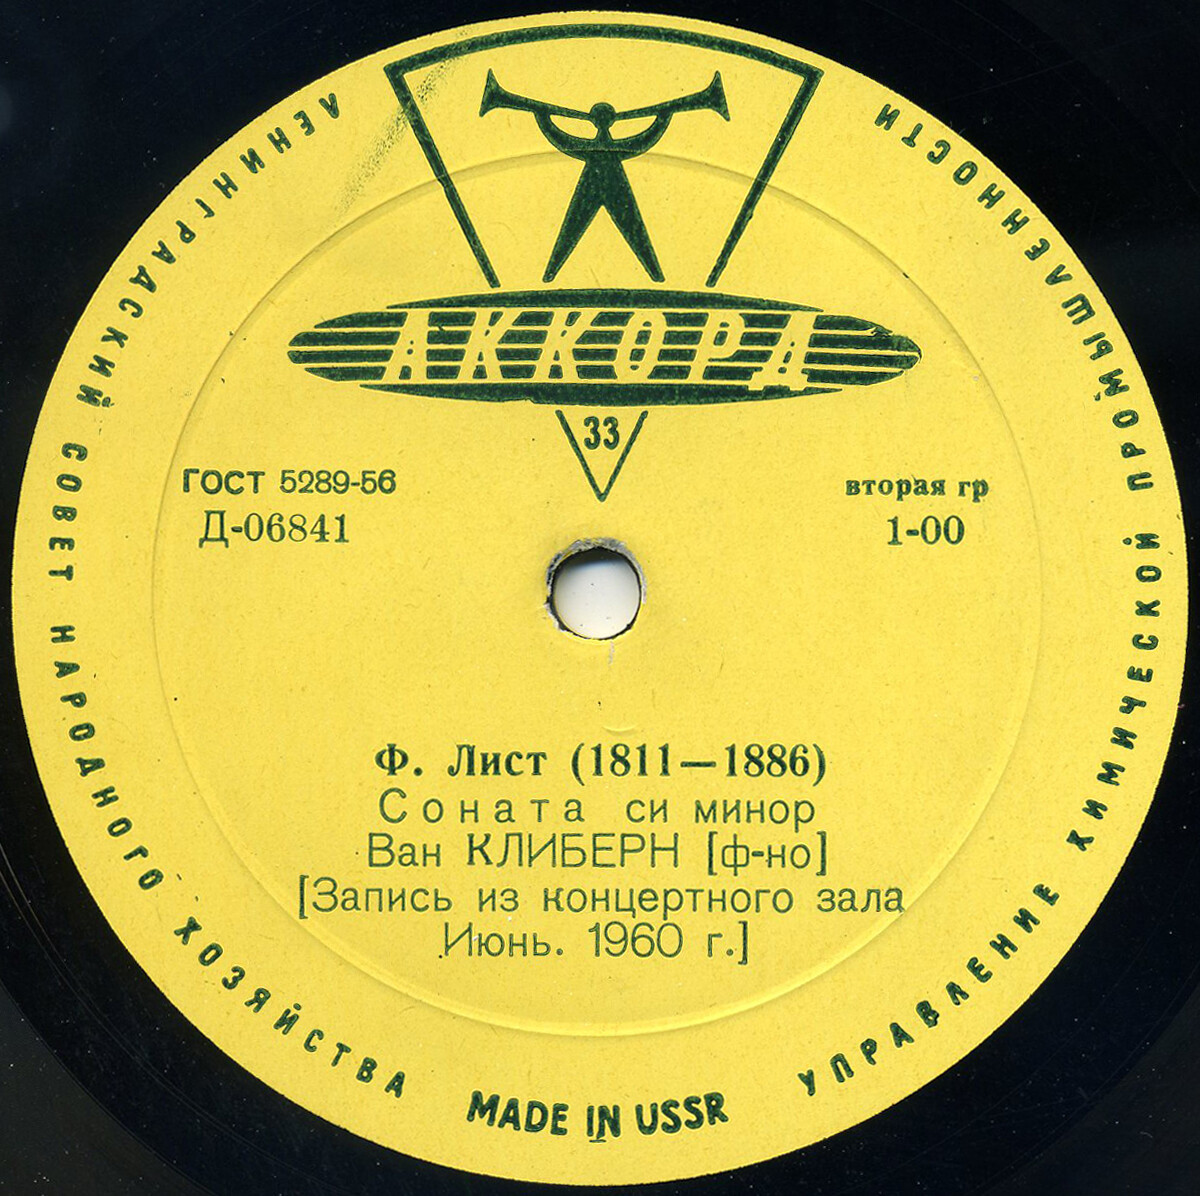 АККОРД
33
ГОСТ 5289-56
Д-06841
вторая гр
1-00
Ф. Лист (1811—1886)
Соната си минор
Ван КЛИБЕРН [ф-но]
[Запись из концертного зала
Июнь. 1960 г.]
ЛЕНИНГРАДСКИЙ СОВЕТ НАРОДНОГО ХОЗЯЙСТВА
MADE IN USSR
УПРАВЛЕНИЕ ХИМИЧЕСКОЙ ПРОМЫШЛЕННОСТИ